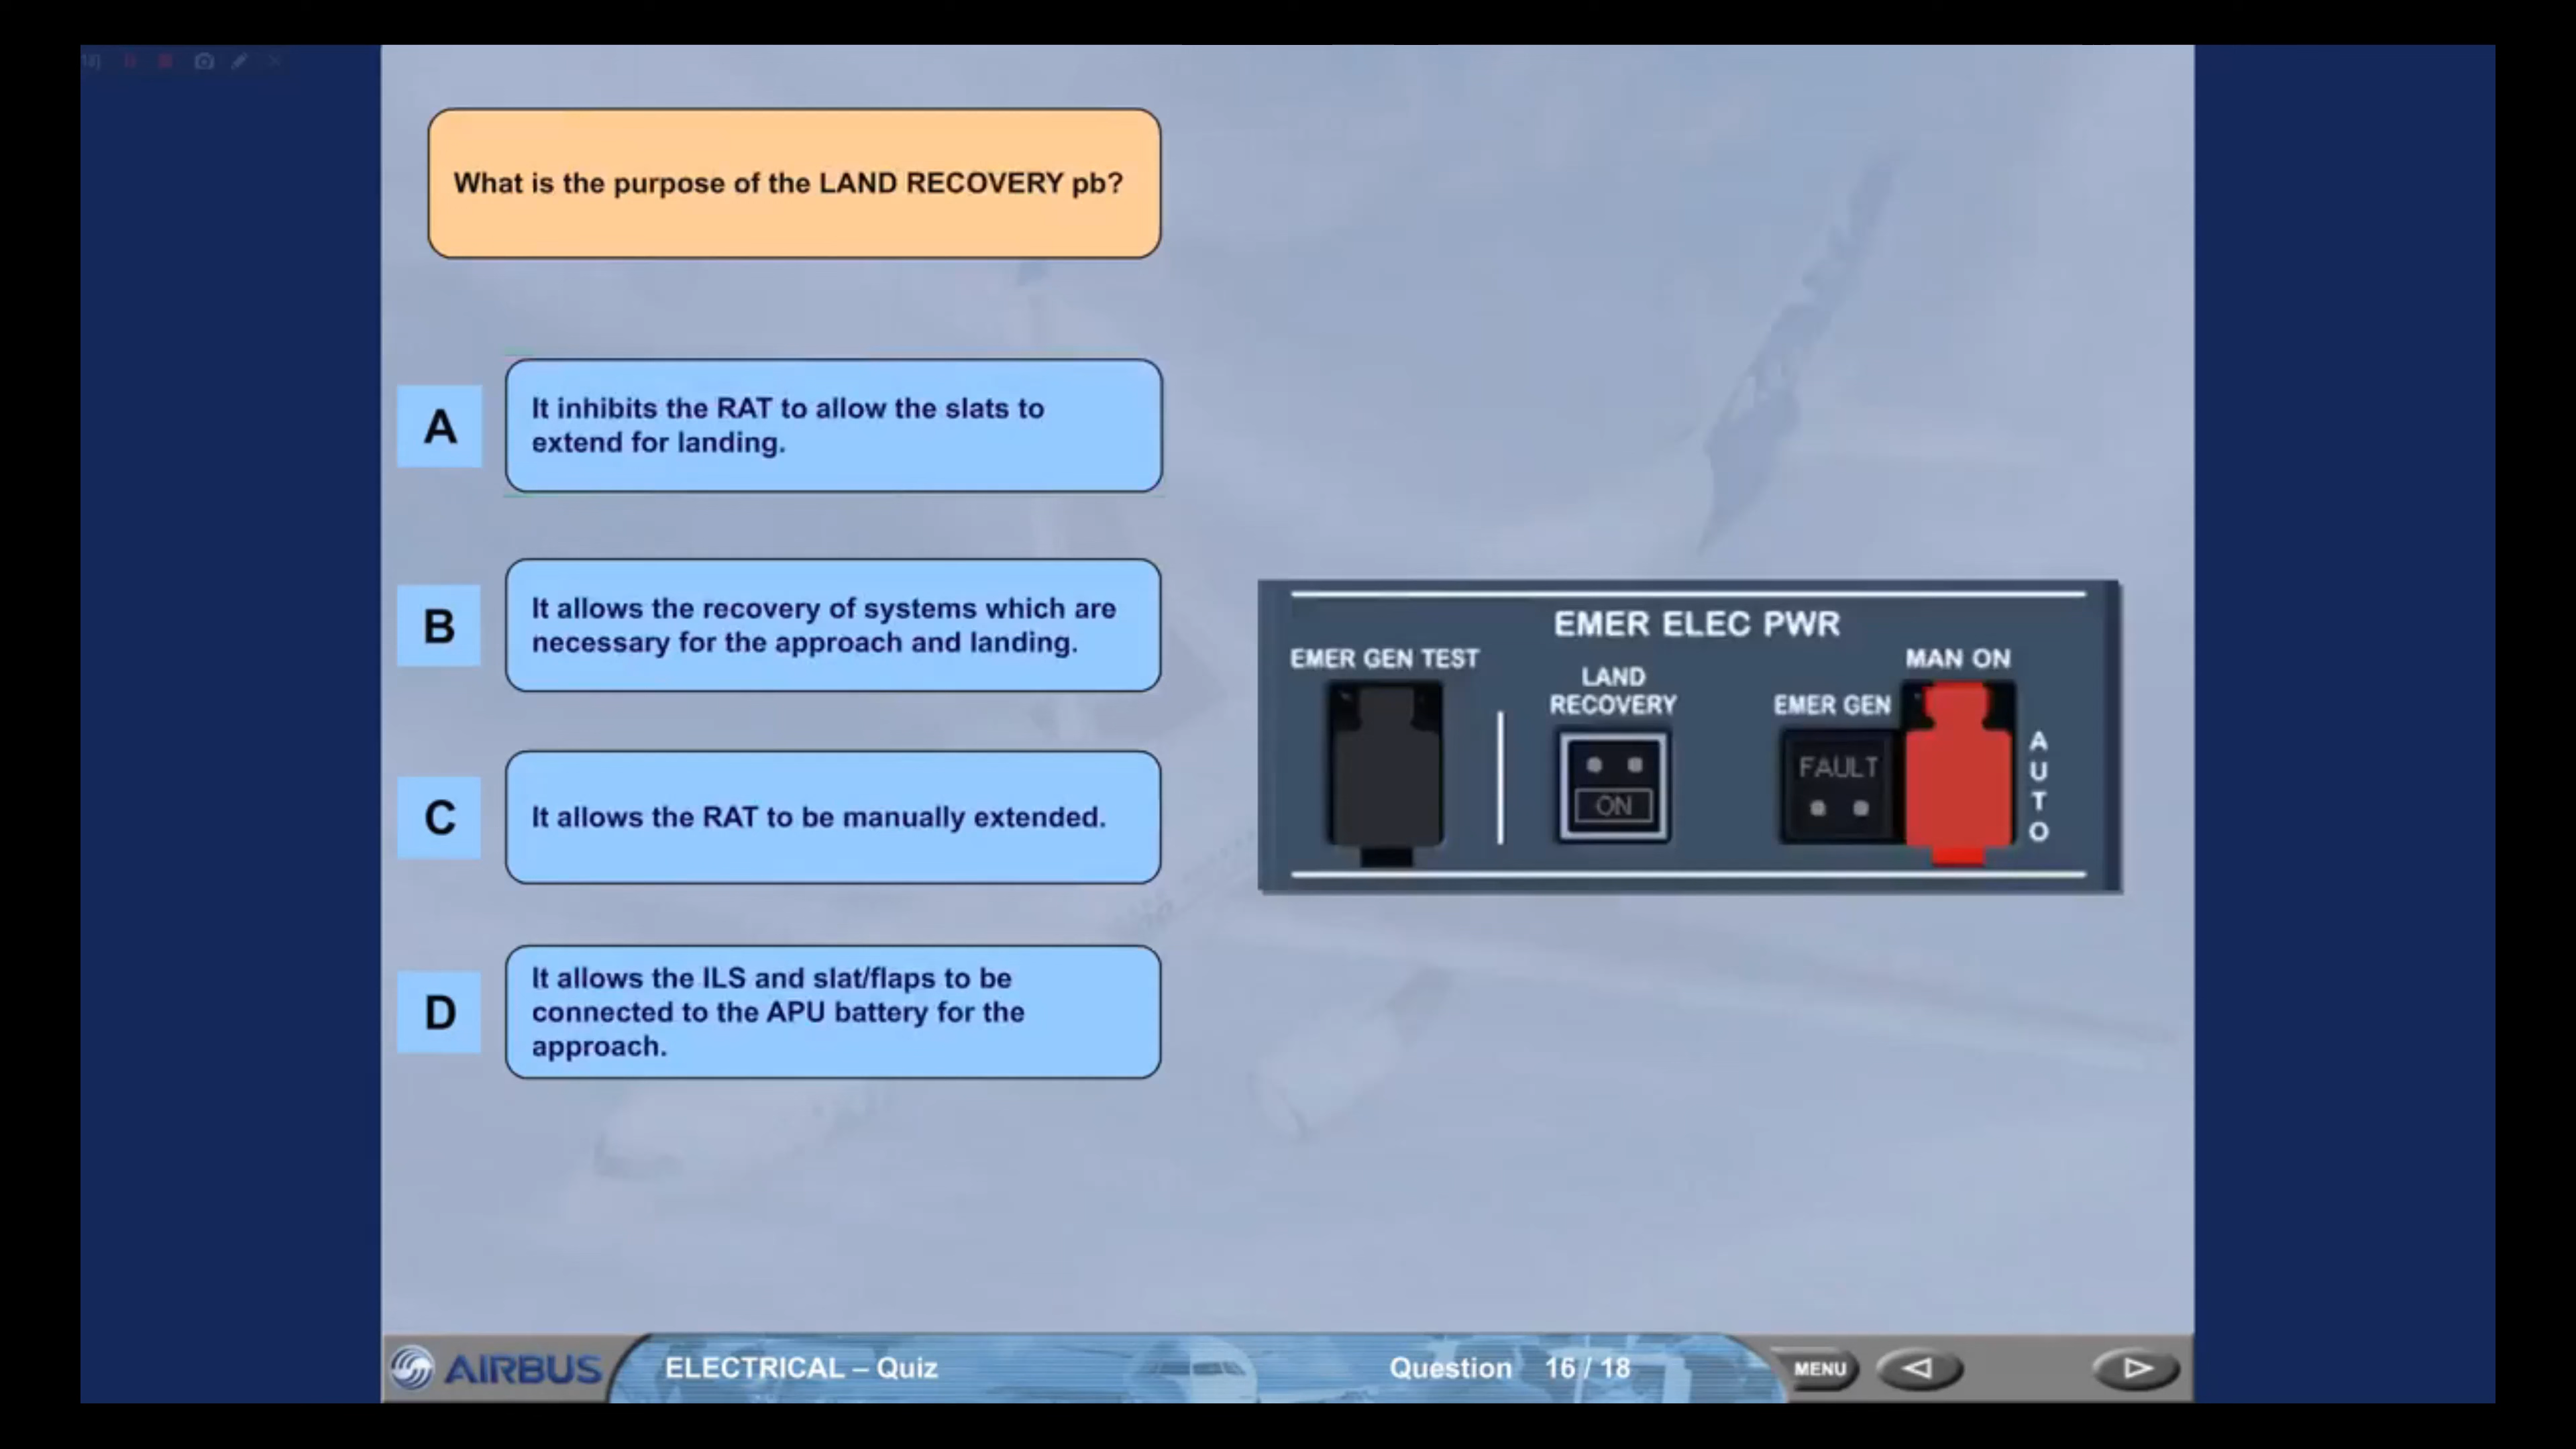 18]
What is the purpose of the LAND RECOVERY pb?
A
It inhibits the RAT to allow the slats to
extend for landing.
B
It allows the recovery of systems which are
necessary for the approach and landing.
C
It allows the RAT to be manually extended.
D
It allows the ILS and slat/flaps to be
connected to the APU battery for the
approach.
EMER ELEC PWR
EMER GEN TEST
LAND
RECOVERY
ON
EMER GEN
FAULT
MAN ON
A
U
T
O
AIRBUS
ELECTRICAL – Quiz
Question 16 / 18
MENU